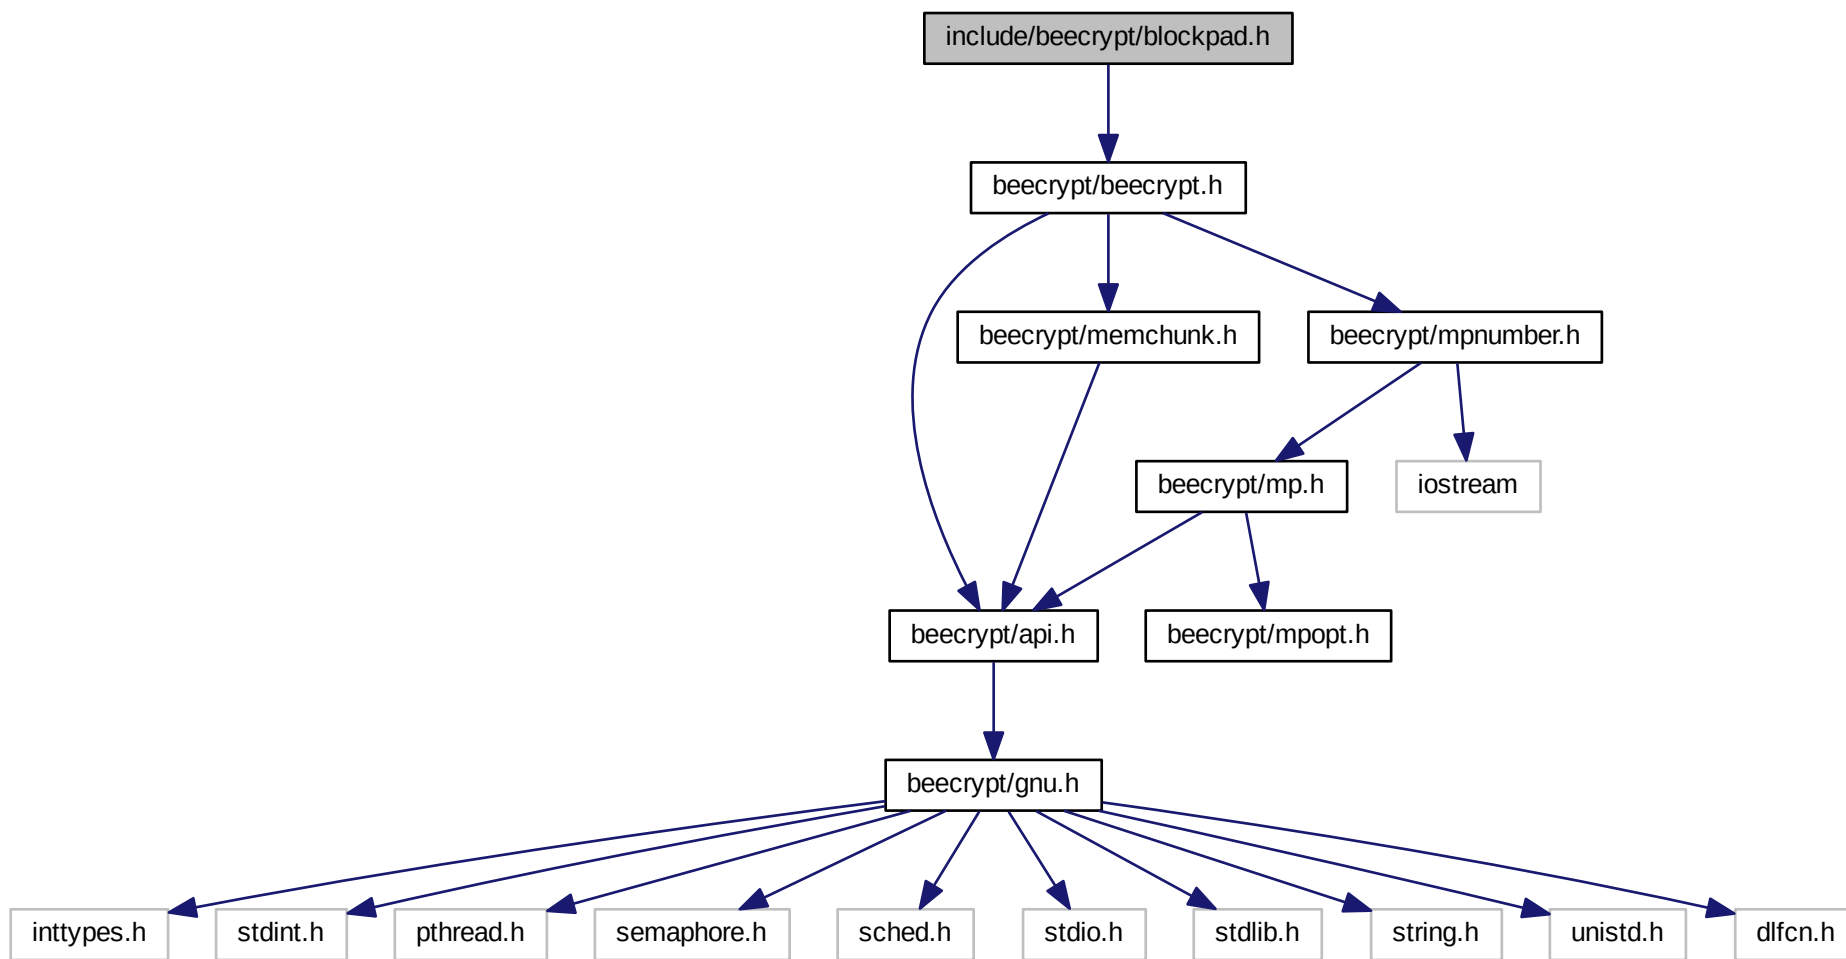 include/beecrypt/blockpad.h
beecrypt/beecrypt.h
beecrypt/memchunk.h
beecrypt/mpnumber.h
beecrypt/mp.h
iostream
beecrypt/api.h
beecrypt/mpopt.h
beecrypt/gnu.h
inttypes.h
stdint.h
pthread.h
semaphore.h
sched.h
stdio.h
stdlib.h
string.h
unistd.h
dlfcn.h